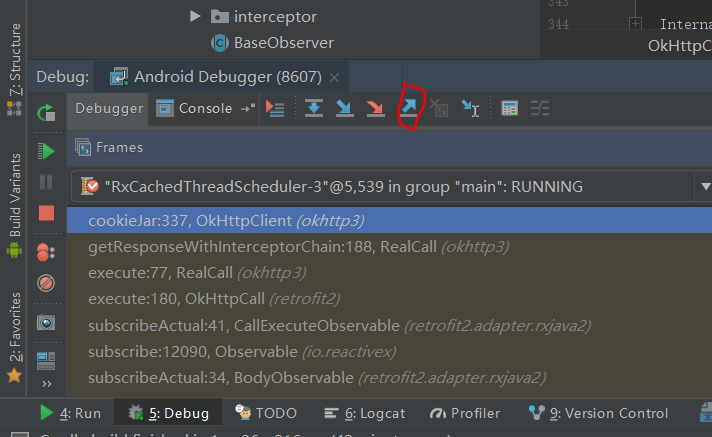 interceptor
BaseObserver
343
344
Interna
OkHttpC
7: Structure
Build Variants
2: Favorites
Debug: Android Debugger (8607)
Debugger Console
Frames
"RxCachedThreadScheduler-3"@5,539 in group "main": RUNNING
cookieJar:337, OkHttpClient (okhttp3)
getResponseWithInterceptorChain:188, RealCall (okhttp3)
execute:77, RealCall (okhttp3)
execute:180, OkHttpCall (retrofit2)
subscribeActual:41, CallExecuteObservable (retrofit2.adapter.rxjava2)
subscribe:12090, Observable (io.reactivex)
subscribeActual:34, BodyObservable (retrofit2.adapter.rxjava2)
4: Run 5: Debug TODO 6: Logcat Profiler 9: Version Control